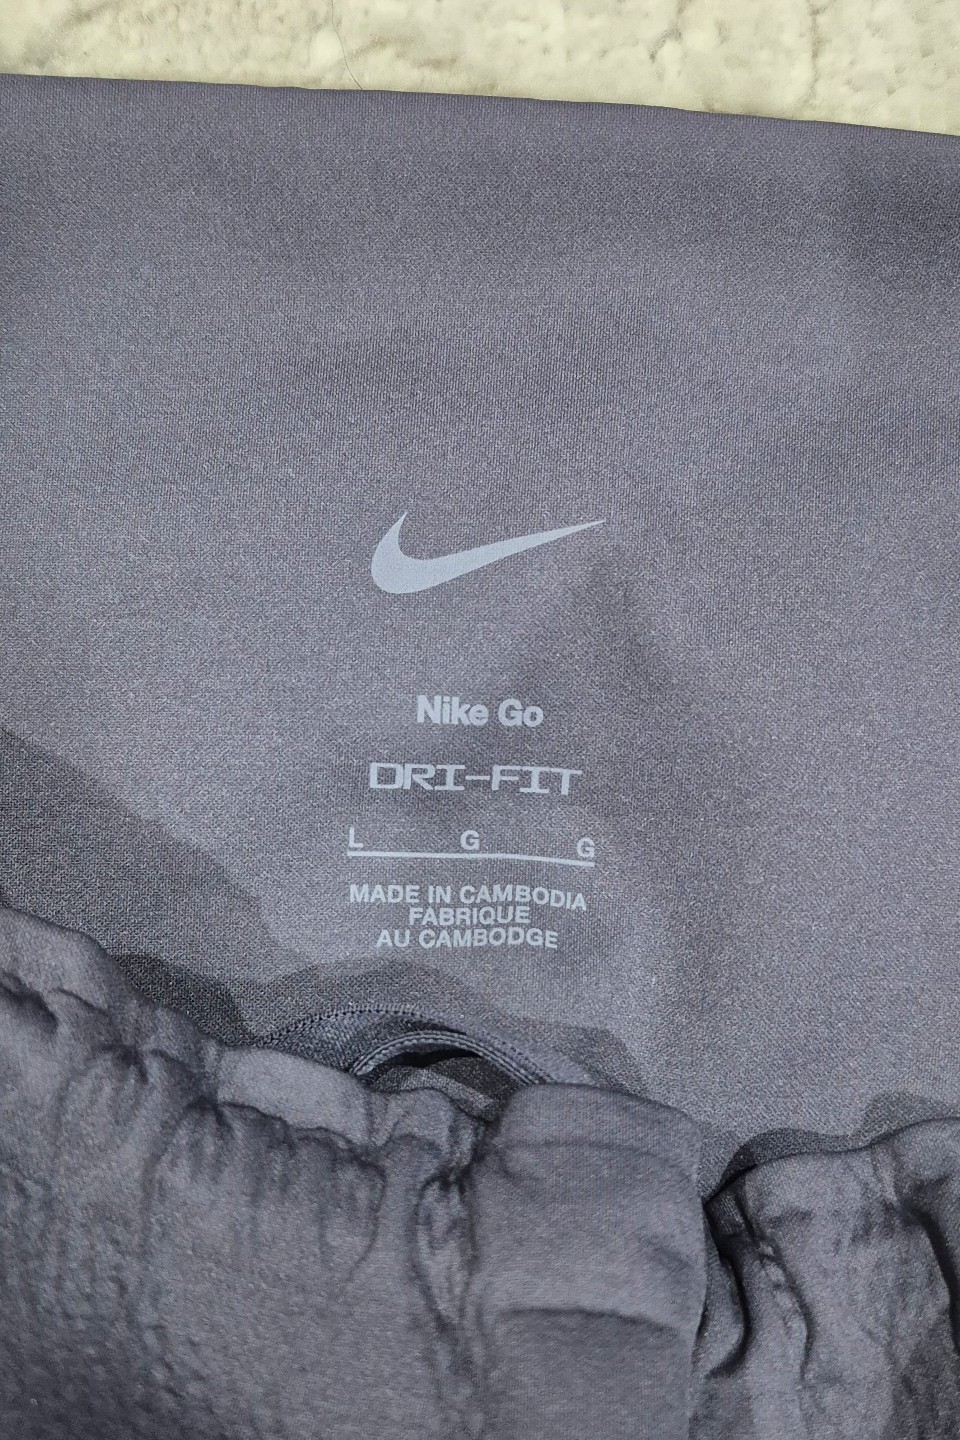 Nike Go
DRI-FIT
L G G
MADE IN CAMBODIA
FABRIQUE
AU CAMBODGE